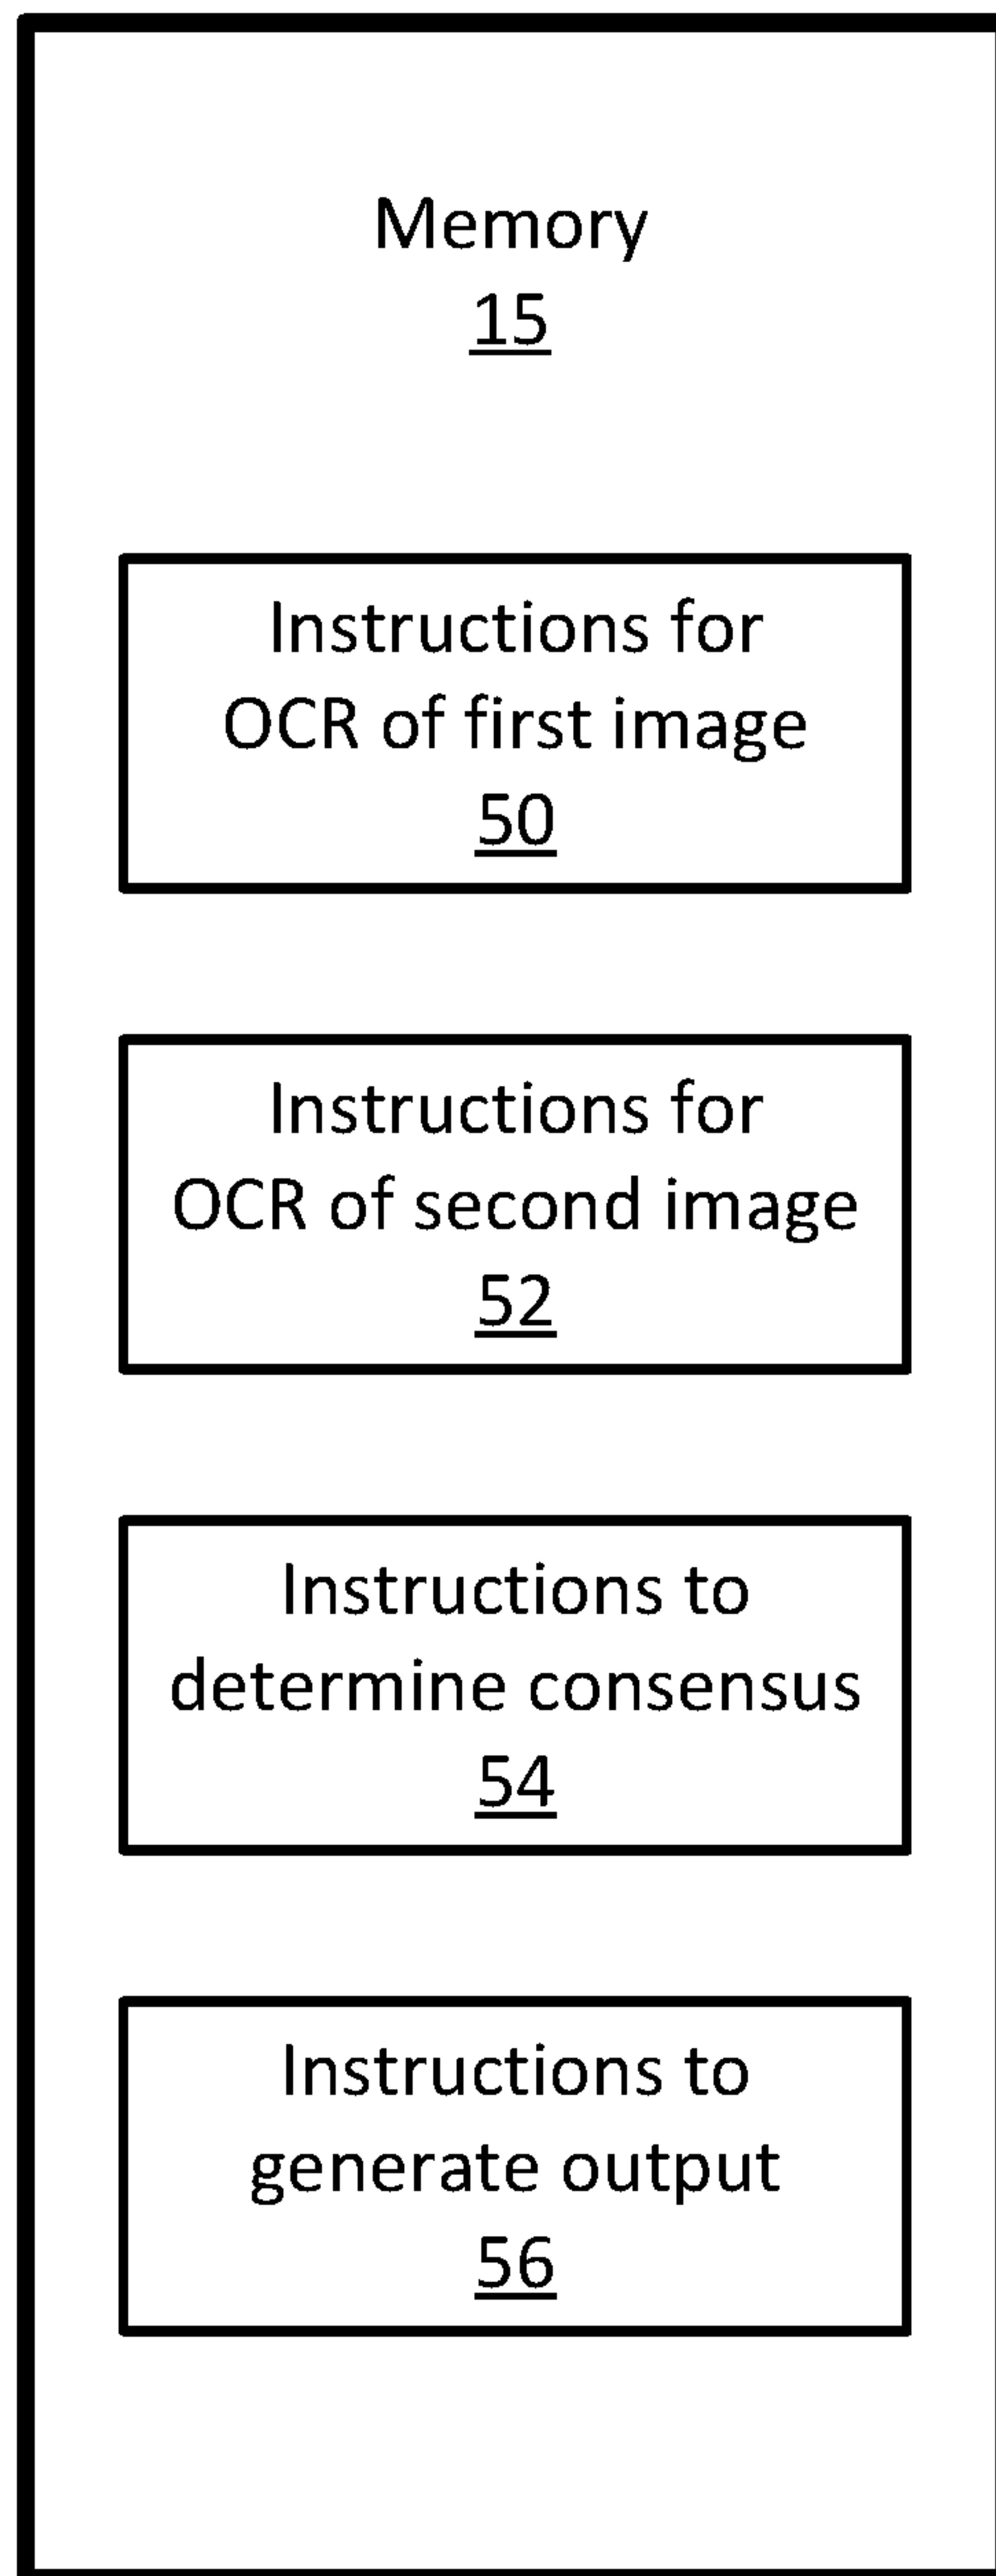 Memory
15
Instructions for
OCR of first image
50
Instructions for
OCR of second image
52
Instructions to
determine consensus
54
Instructions to
generate output
56